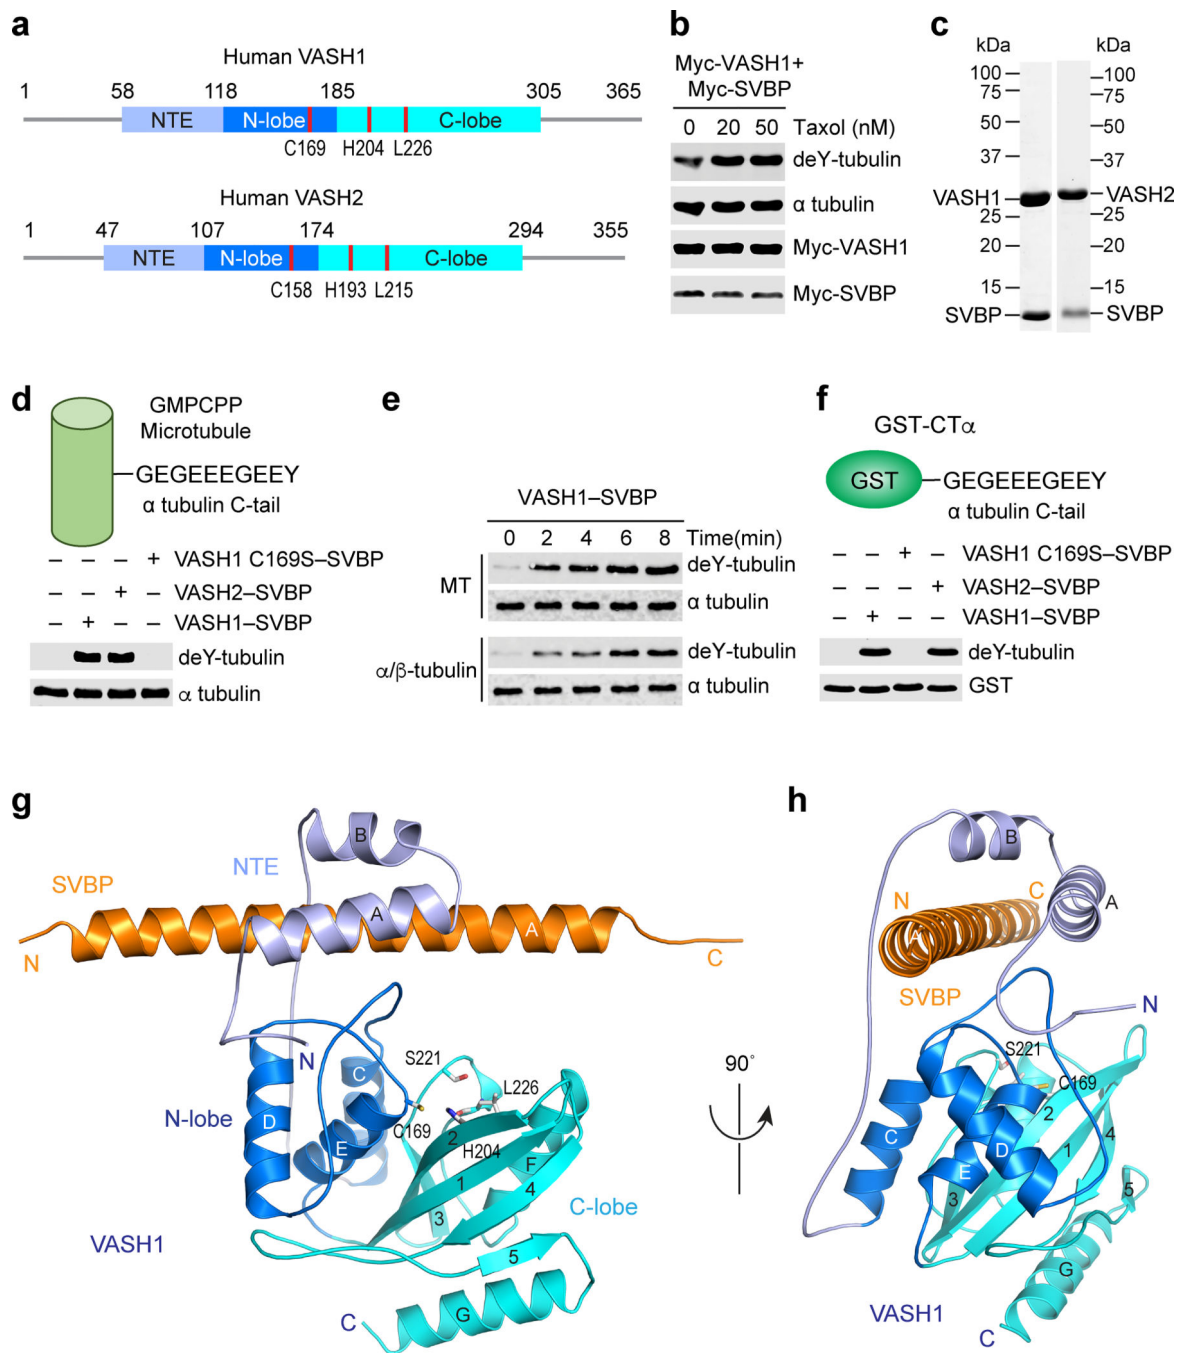 a
Human VASH1
1 58 118 185 305 365
NTE N-lobe C-lobe
C169 H204 L226
Human VASH2
1 47 107 174 294 355
NTE N-lobe C-lobe
C158 H193 L215
b
Myc-VASH1+
Myc-SVBP
0 20 50 Taxol (nM)
deY-tubulin
α tubulin
Myc-VASH1
Myc-SVBP
c
kDa kDa
100 100
75 75
50 50
37 37
VASH1 VASH2
25 25
20 20
15 15
SVBP SVBP
d
GMPCPP
Microtubule
GEGEEEGEEY
α tubulin C-tail
– – – + VASH1 C169S–SVBP
– – + – VASH2–SVBP
– + – – VASH1–SVBP
deY-tubulin
α tubulin
e
VASH1–SVBP
0 2 4 6 8 Time(min)
MT
deY-tubulin
α tubulin
α/β-tubulin
deY-tubulin
α tubulin
f
GST-CTα
GST GEGEEEGEEY
α tubulin C-tail
– – + – VASH1 C169S–SVBP
– – – + VASH2–SVBP
– + – – VASH1–SVBP
deY-tubulin
GST
g
B
NTE
SVBP
A
A
N
C
N
S221
C
L226
N-lobe
D
C169
2
H204
E
F
1
4
3
C-lobe
VASH1
5
G
C
90°
h
B
N
C
A
A
SVBP
N
S221
C169
2
C
4
D
1
E
3
5
G
VASH1
C